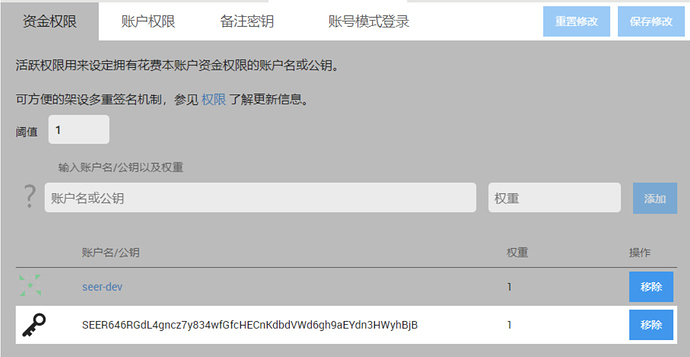 资金权限 账户权限 备注密钥 账号模式登录 重置修改 保存修改
活跃权限用来设定拥有花费本账户资金权限的账户名或公钥。
可方便的架设多重签名机制，参见 权限 了解更新信息。
阈值 1
输入账户名/公钥以及权重
? 账户名或公钥 权重 添加
账户名/公钥 权重 操作
seer-dev 1 移除
SEER646RGdL4gncz7y834wfGfcHECnKdbdVWd6gh9aEYdn3HWyhBjB 1 移除